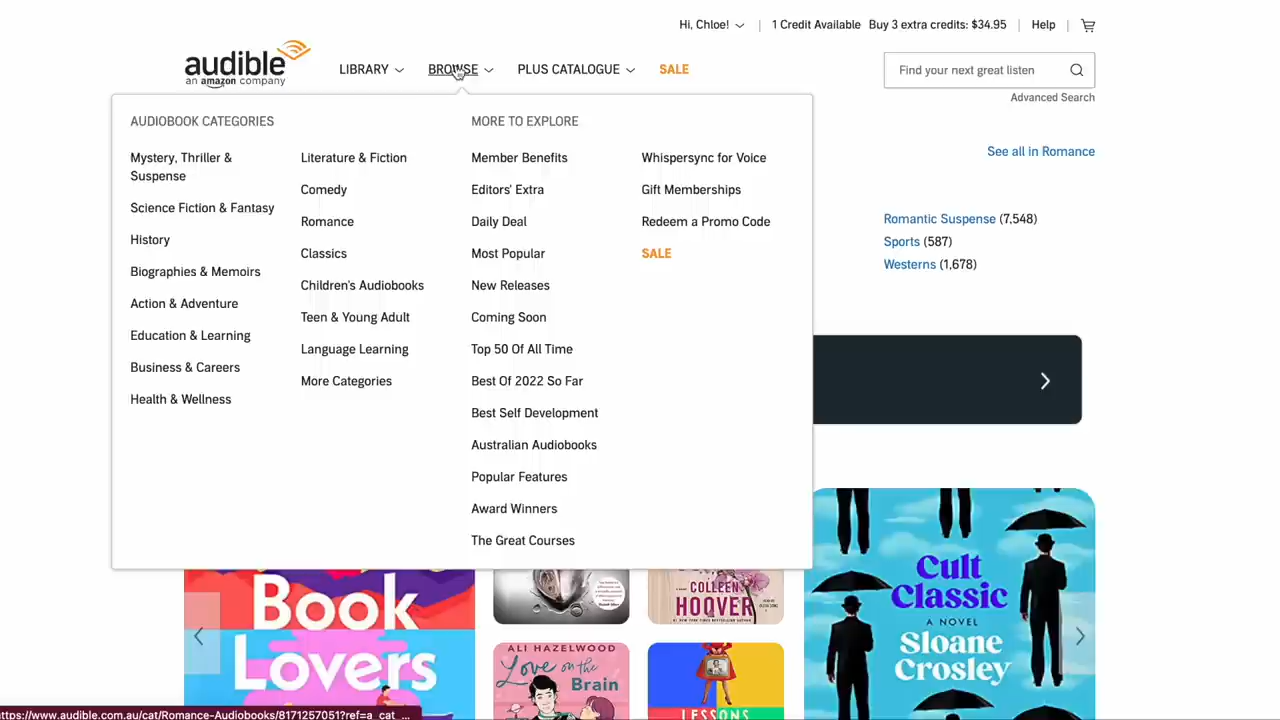 Hi, Chloe!
1 Credit Available
Buy 3 extra credits: $34.95
Help
audible
an amazon company
LIBRARY
BROWSE
PLUS CATALOGUE
SALE
Find your next great listen
Advanced Search
AUDIOBOOK CATEGORIES
Mystery, Thriller &
Suspense
Science Fiction & Fantasy
History
Biographies & Memoirs
Action & Adventure
Education & Learning
Business & Careers
Health & Wellness
Literature & Fiction
Comedy
Romance
Classics
Children's Audiobooks
Teen & Young Adult
Language Learning
More Categories
MORE TO EXPLORE
Member Benefits
Editors' Extra
Daily Deal
Most Popular
New Releases
Coming Soon
Top 50 Of All Time
Best Of 2022 So Far
Best Self Development
Australian Audiobooks
Popular Features
Award Winners
The Great Courses
Whispersync for Voice
Gift Memberships
Redeem a Promo Code
SALE
See all in Romance
Romantic Suspense (7,548)
Sports (587)
Westerns (1,678)
Book
Lovers
COLLEEN
HOOVER
ALI HAZELWOOD
Love on the
Brain
LESSONS
Cult
Classic
A NOVEL
Sloane
Crosley
https://www.audible.com.au/cat/Romance-Audiobooks/8171257051?ref=a_cat_...